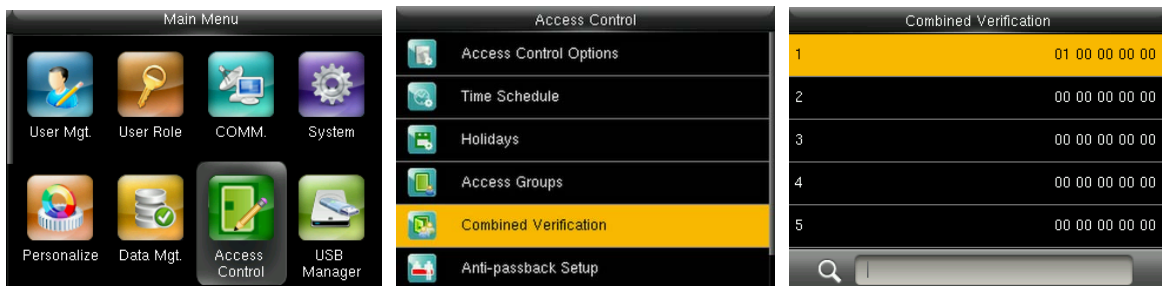 Main Menu
User Mgt. User Role COMM. System
Personalize Data Mgt. Access Control USB Manager
Access Control
Access Control Options
Time Schedule
Holidays
Access Groups
Combined Verification
Anti-passback Setup
Combined Verification
1 01 00 00 00 00
2 00 00 00 00 00
3 00 00 00 00 00
4 00 00 00 00 00
5 00 00 00 00 00